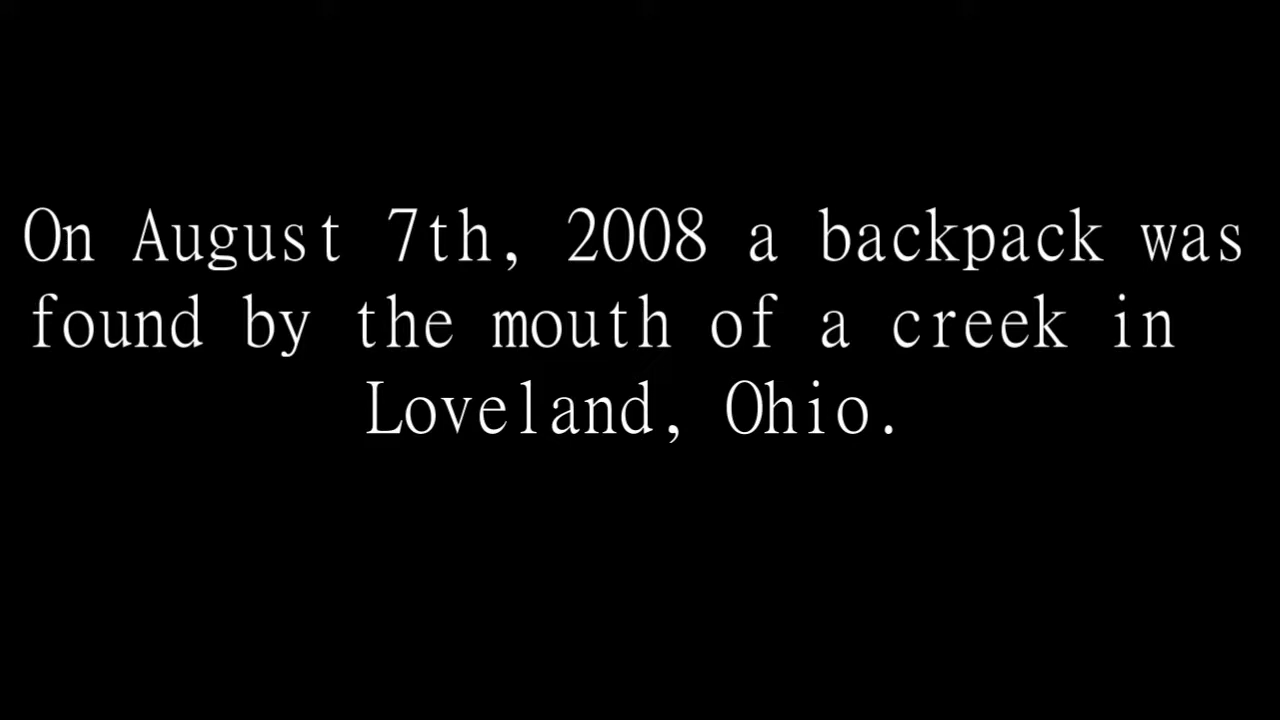 On August 7th, 2008 a backpack was
found by the mouth of a creek in
Loveland, Ohio.